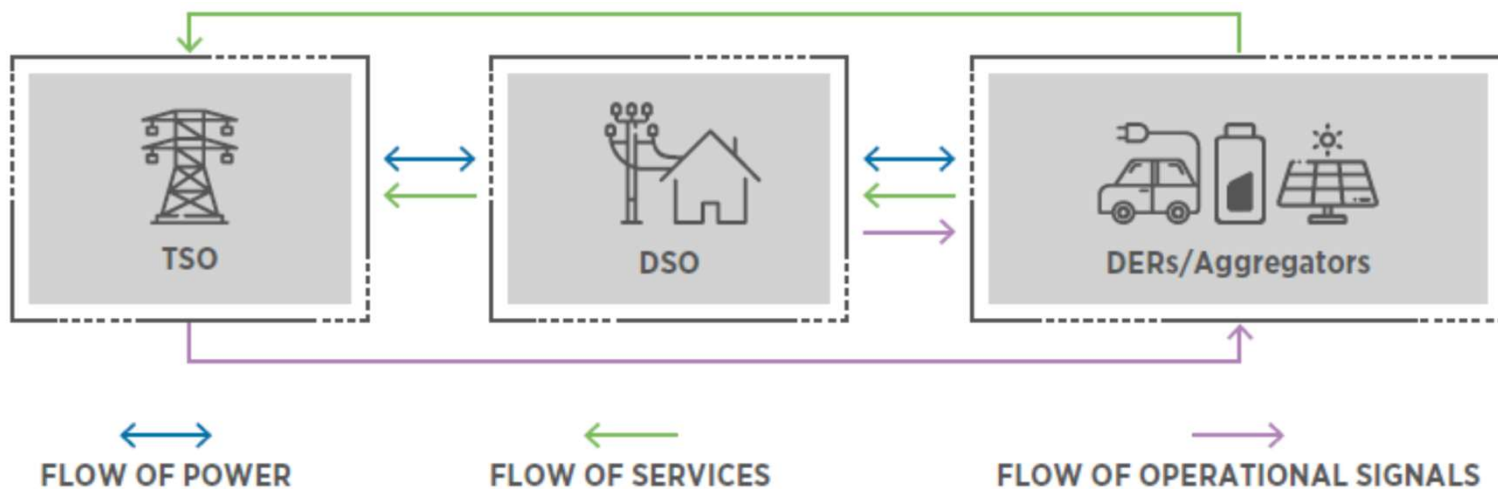 TSO
DSO
DERs/Aggregators
FLOW OF POWER
FLOW OF SERVICES
FLOW OF OPERATIONAL SIGNALS